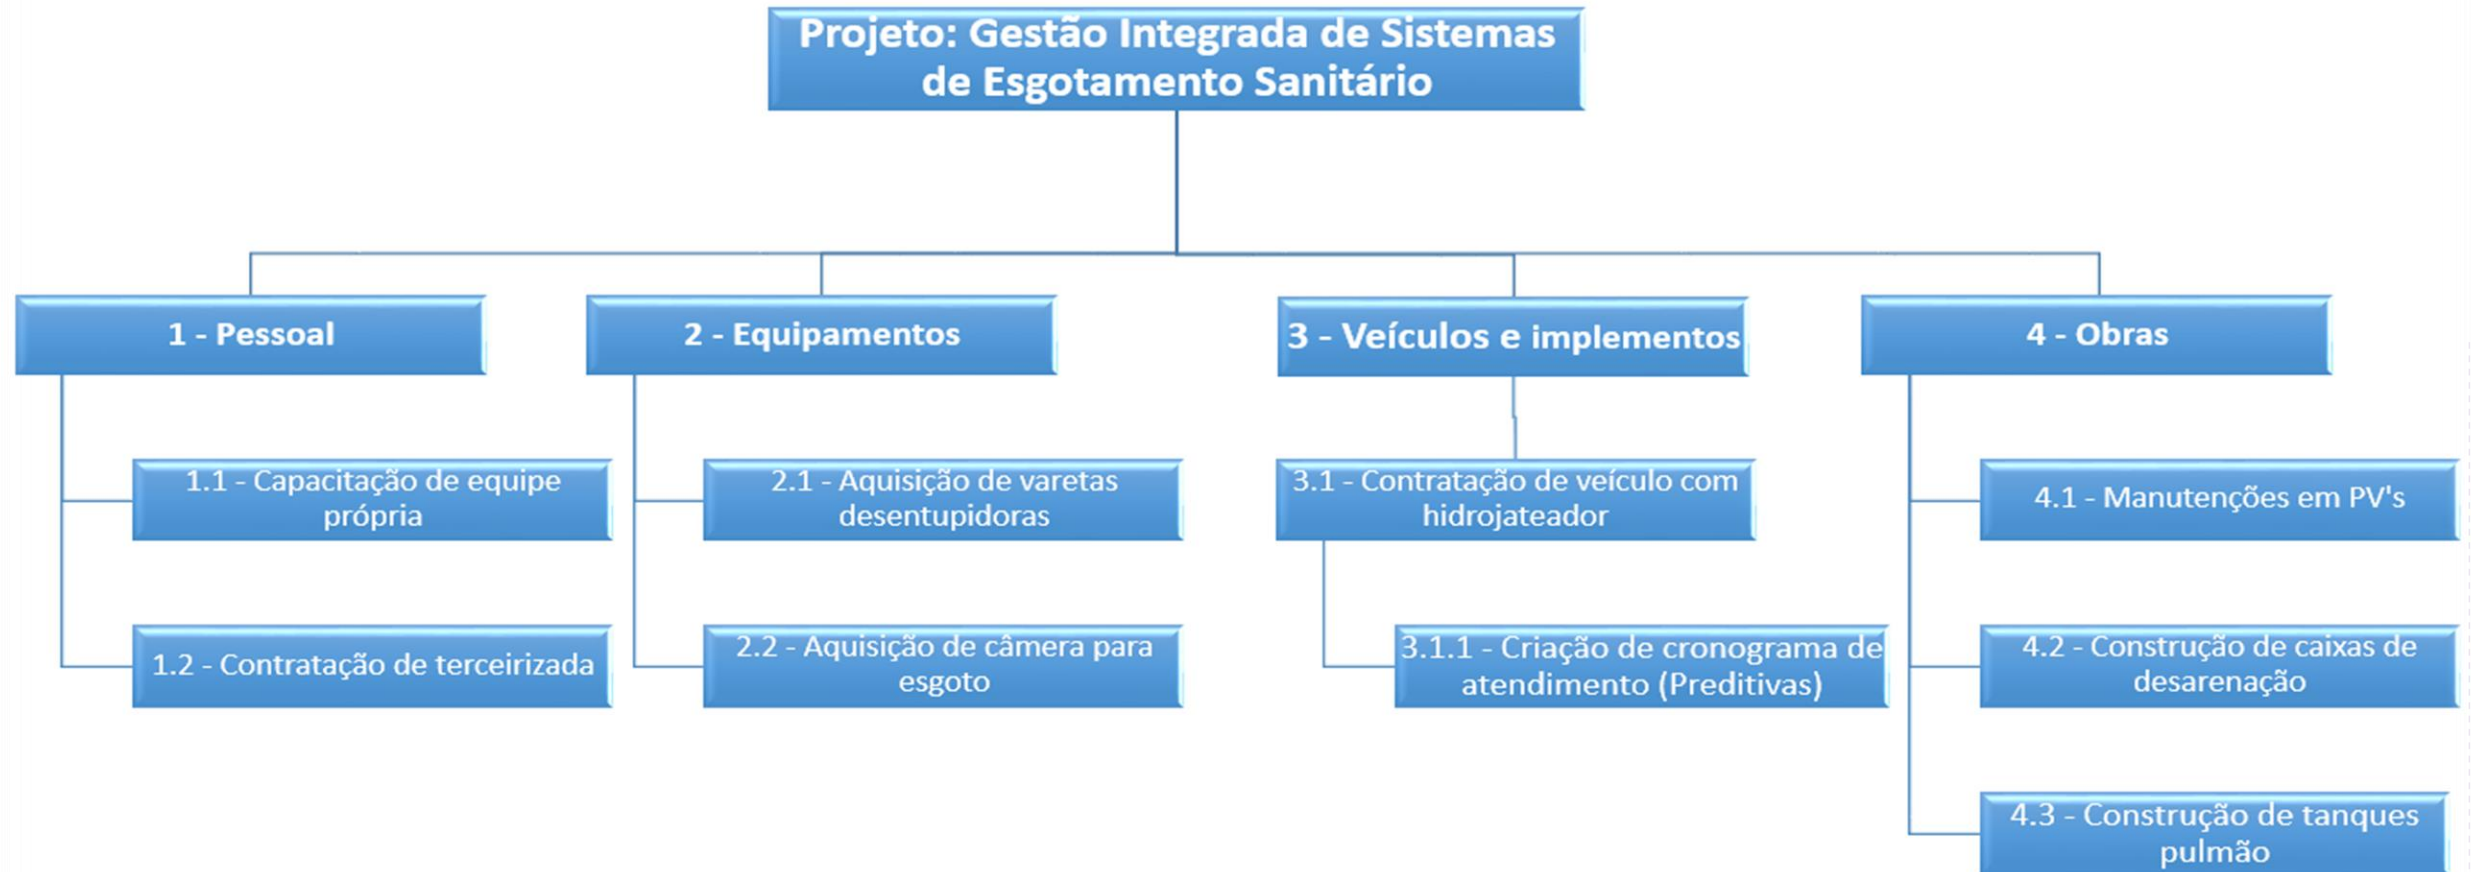 Projeto: Gestão Integrada de Sistemas
de Esgotamento Sanitário
1 - Pessoal
2 - Equipamentos
3 - Veículos e implementos
4 - Obras
1.1 - Capacitação de equipe
própria
2.1 - Aquisição de varetas
desentupidoras
3.1 - Contratação de veículo com
hidrojateador
4.1 - Manutenções em PV's
1.2 - Contratação de terceirizada
2.2 - Aquisição de câmera para
esgoto
3.1.1 - Criação de cronograma de
atendimento (Preditivas)
4.2 - Construção de caixas de
desarenação
4.3 - Construção de tanques
pulmão